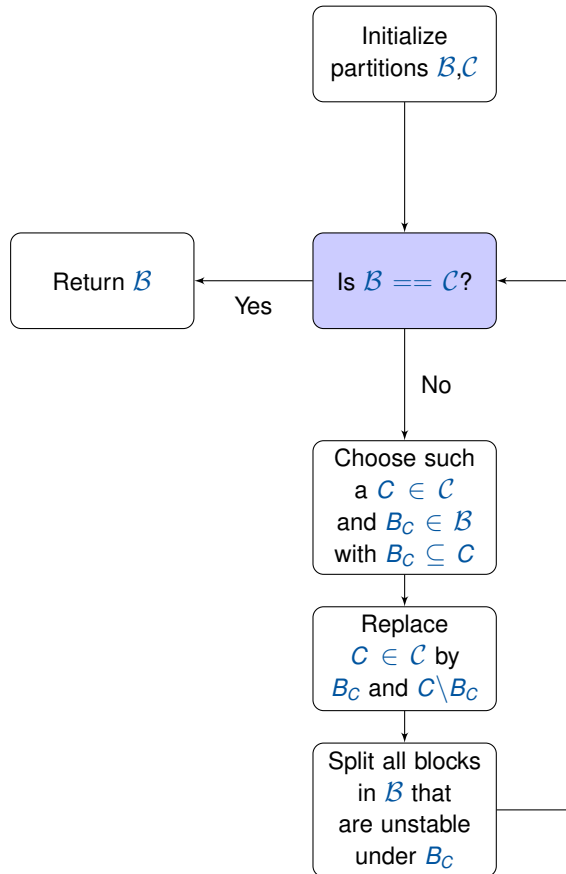 Initialize
partitions ℬ,𝒞
Return ℬ
Is ℬ == 𝒞?
Yes
No
Choose such
a C ∈ 𝒞
and B_C ∈ ℬ
with B_C ⊆ C
Replace
C ∈ 𝒞 by
B_C and C\B_C
Split all blocks
in ℬ that
are unstable
under B_C